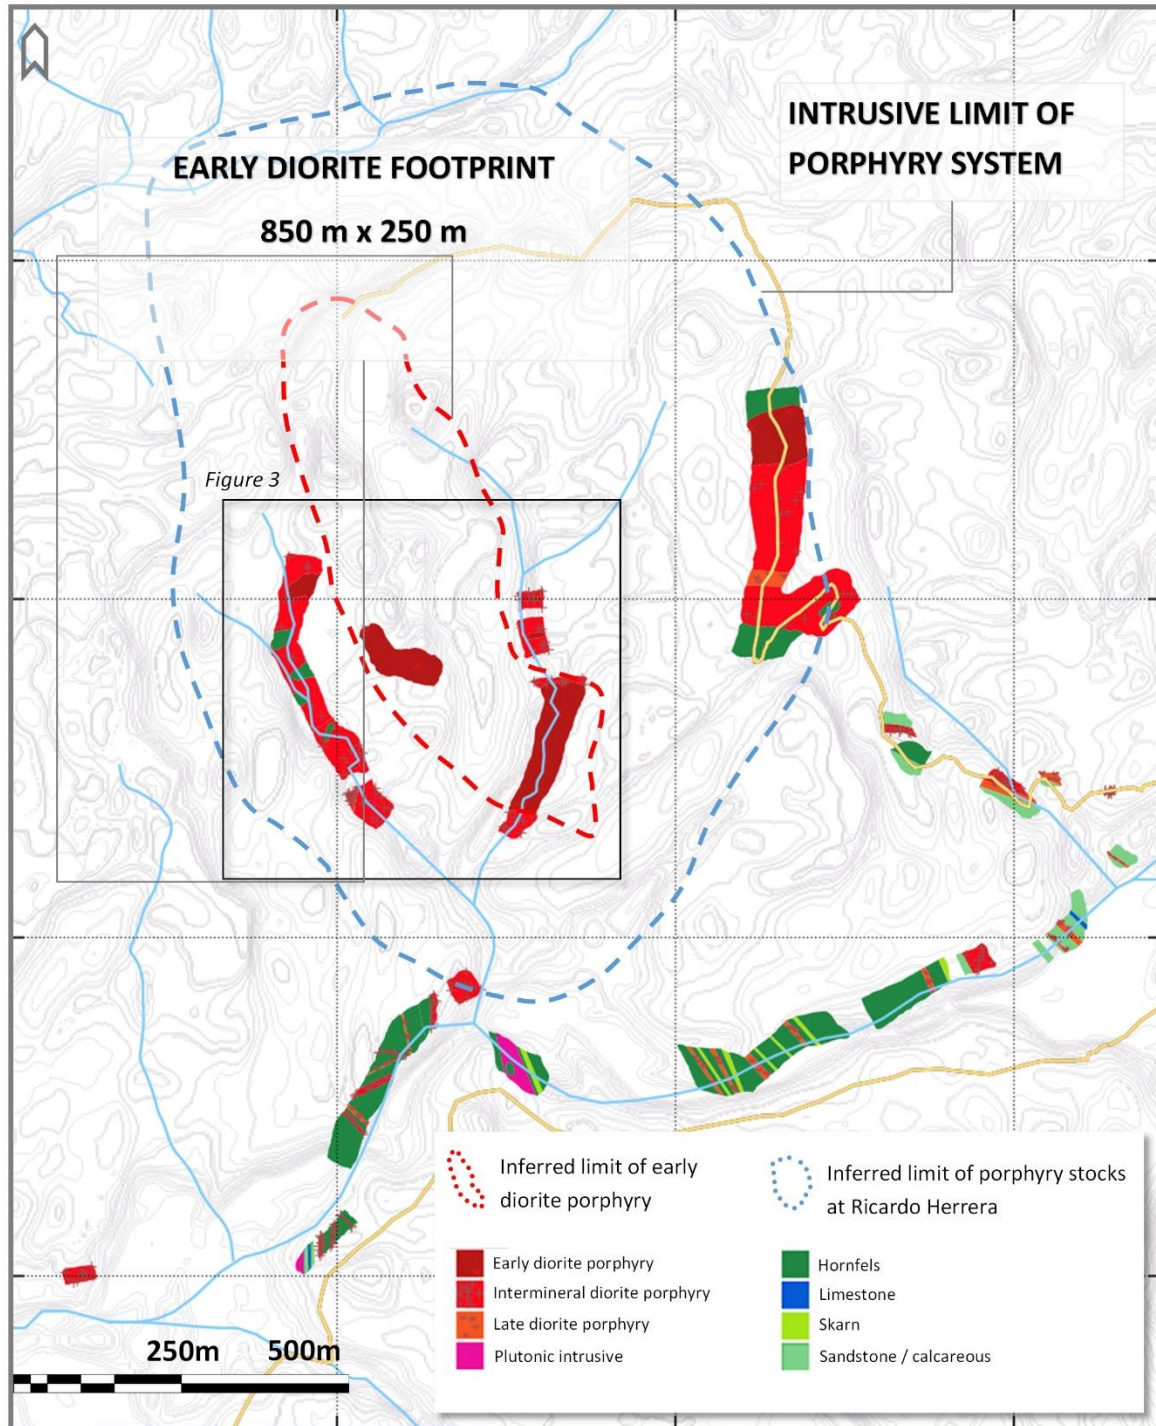 INTRUSIVE LIMIT OF
PORPHYRY SYSTEM
EARLY DIORITE FOOTPRINT
850 m x 250 m
Figure 3
Inferred limit of early
diorite porphyry
Inferred limit of porphyry stocks
at Ricardo Herrera
Early diorite porphyry
Intermineral diorite porphyry
Late diorite porphyry
Plutonic intrusive
Hornfels
Limestone
Skarn
Sandstone / calcareous
250m 500m